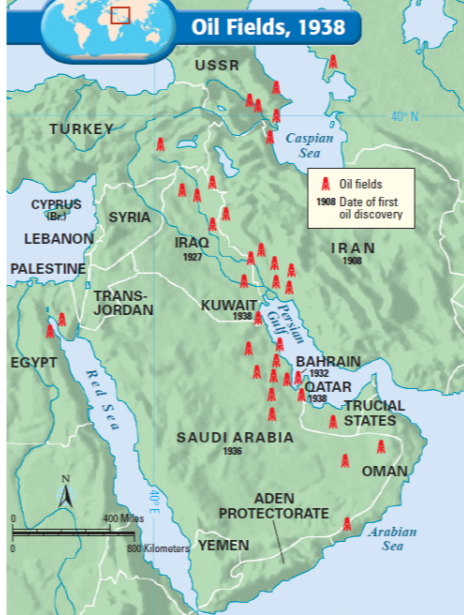 Oil Fields, 1938
USSR
40° N
TURKEY
Caspian
Sea
Oil fields
1908 Date of first
oil discovery
CYPRUS
(Br.)
SYRIA
LEBANON
IRAQ
1927
IRAN
1908
PALESTINE
TRANS-
JORDAN
KUWAIT
1938
Persian
Gulf
EGYPT
BAHRAIN
1932
QATAR
1938
Red Sea
TRUCIAL
STATES
SAUDI ARABIA
1936
OMAN
N
40° E
ADEN
PROTECTORATE
0 400 Miles
0 800 Kilometers
YEMEN
Arabian
Sea